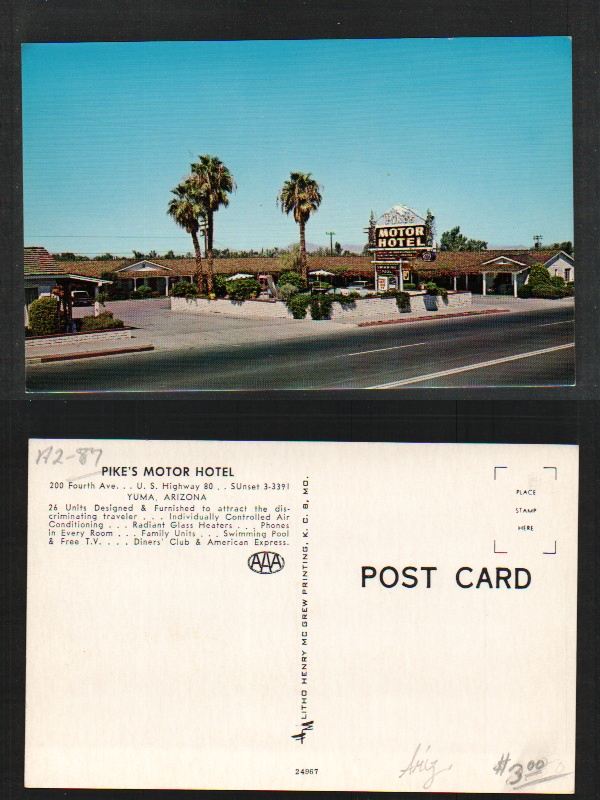 MOTOR
HOTEL
AZ-87
PIKE'S MOTOR HOTEL
200 Fourth Ave. . . U. S. Highway 80 . . SUnset 3-3391
YUMA, ARIZONA
26 Units Designed & Furnished to attract the dis-
criminating traveler . . . Individually Controlled Air
Conditioning . . . Radiant Glass Heaters . . . Phones
in Every Room . . . Family Units . . . Swimming Pool
& Free T.V. . . . Diners' Club & American Express.
AAA
HM LITHO HENRY MC GREW PRINTING, K. C. 8, MO.
24967
PLACE
STAMP
HERE
POST CARD
Ariz.
$3.00